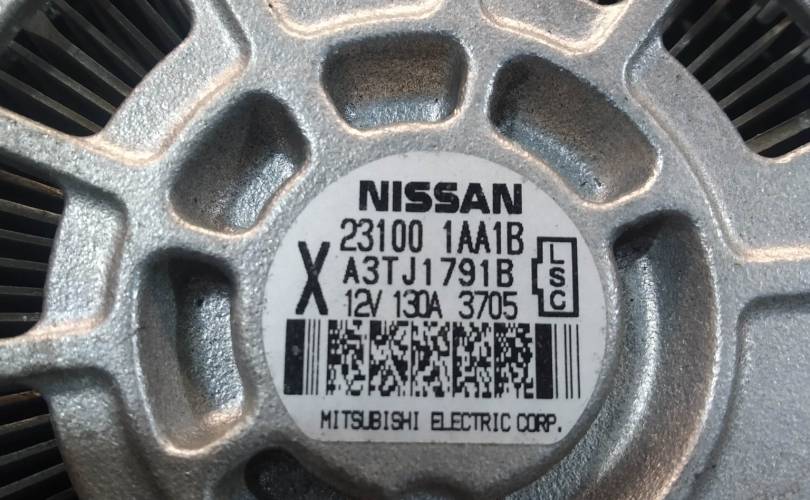 NISSAN
23100 1AA1B
X
A3TJ1791B
12V 130A 3705
LSC
MITSUBISHI ELECTRIC CORP.